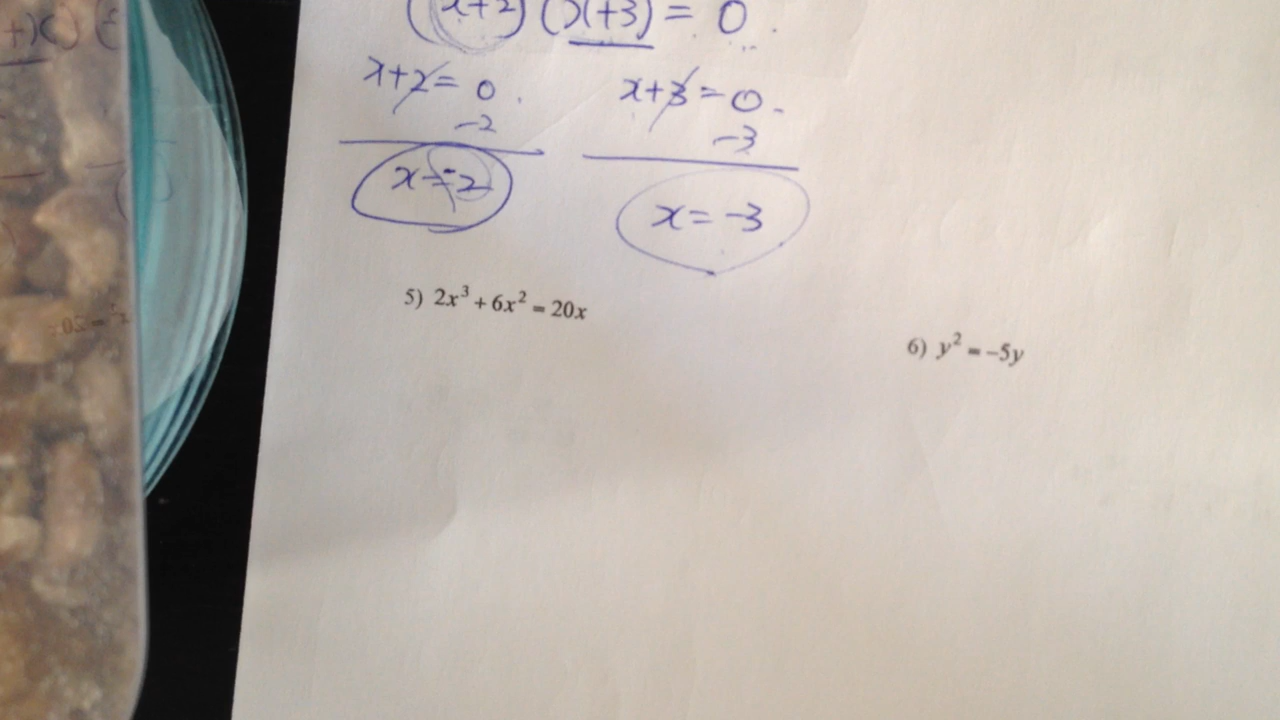 (x+2) (x+3) = 0.
x+2 = 0. x+3 = 0.
-2 -3
x = -2 x = -3
5) 2x³ + 6x² = 20x
6) y² = -5y